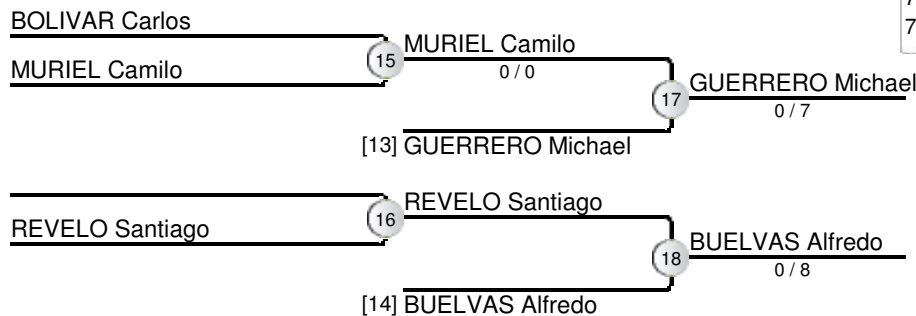 BOLIVAR Carlos
MURIEL Camilo
15
MURIEL Camilo
0 / 0
17
GUERRERO Michael
0 / 7
[13] GUERRERO Michael
REVELO Santiago
16
REVELO Santiago
18
BUELVAS Alfredo
0 / 8
[14] BUELVAS Alfredo
7